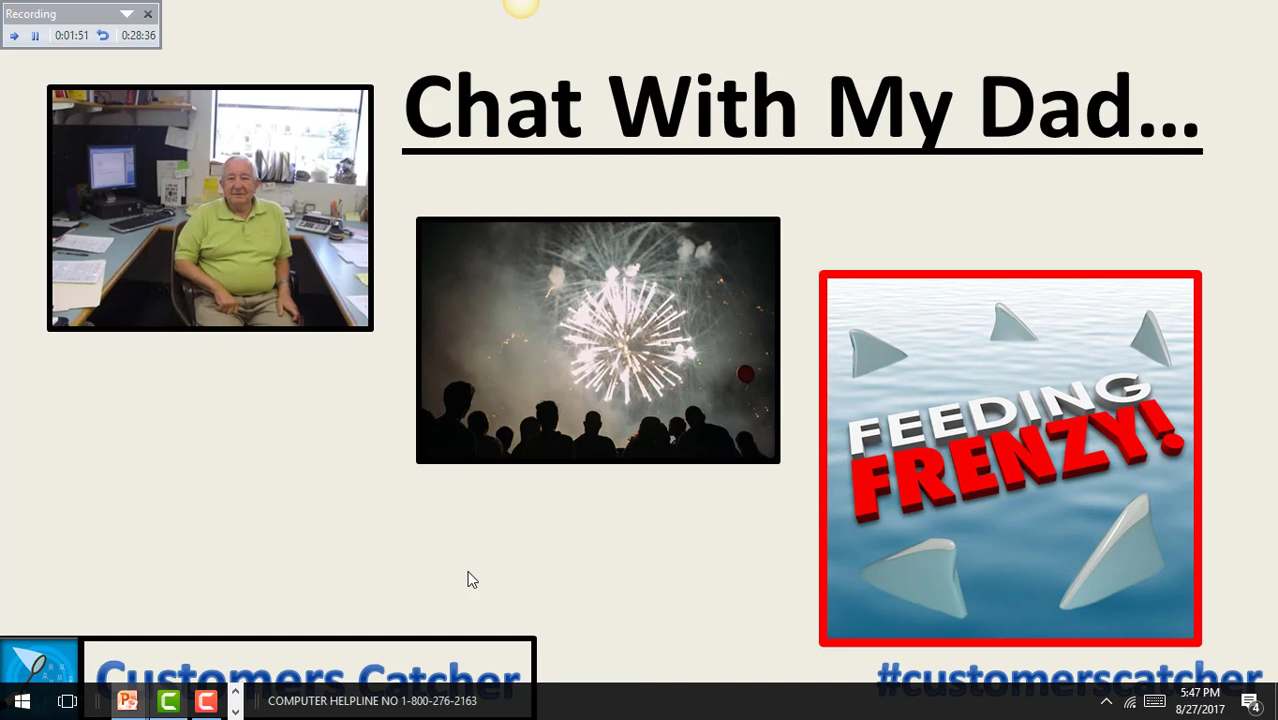 Recording
0:01:51 0:28:36
Chat With My Dad...
FEEDING
FRENZY!
Customers Catcher
#customerscatcher
COMPUTER HELPLINE NO 1-800-276-2163
5:47 PM
8/27/2017
4